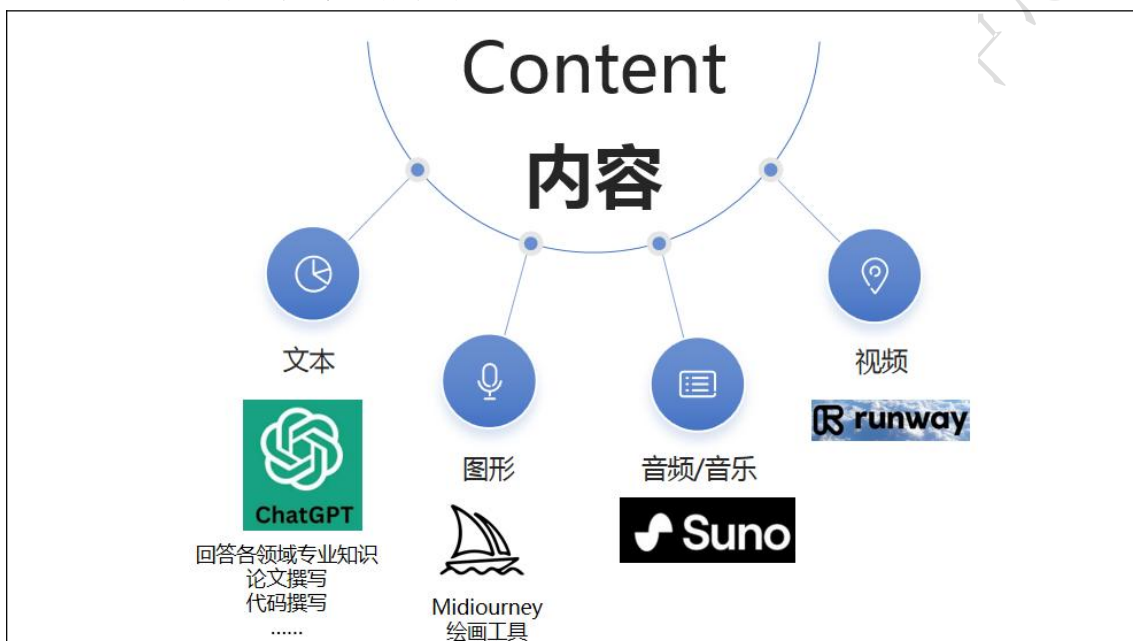 Content
内容
文本
ChatGPT
回答各领域专业知识
论文撰写
代码撰写
......
图形
Midiourney
绘画工具
音频/音乐
Suno
视频
runway